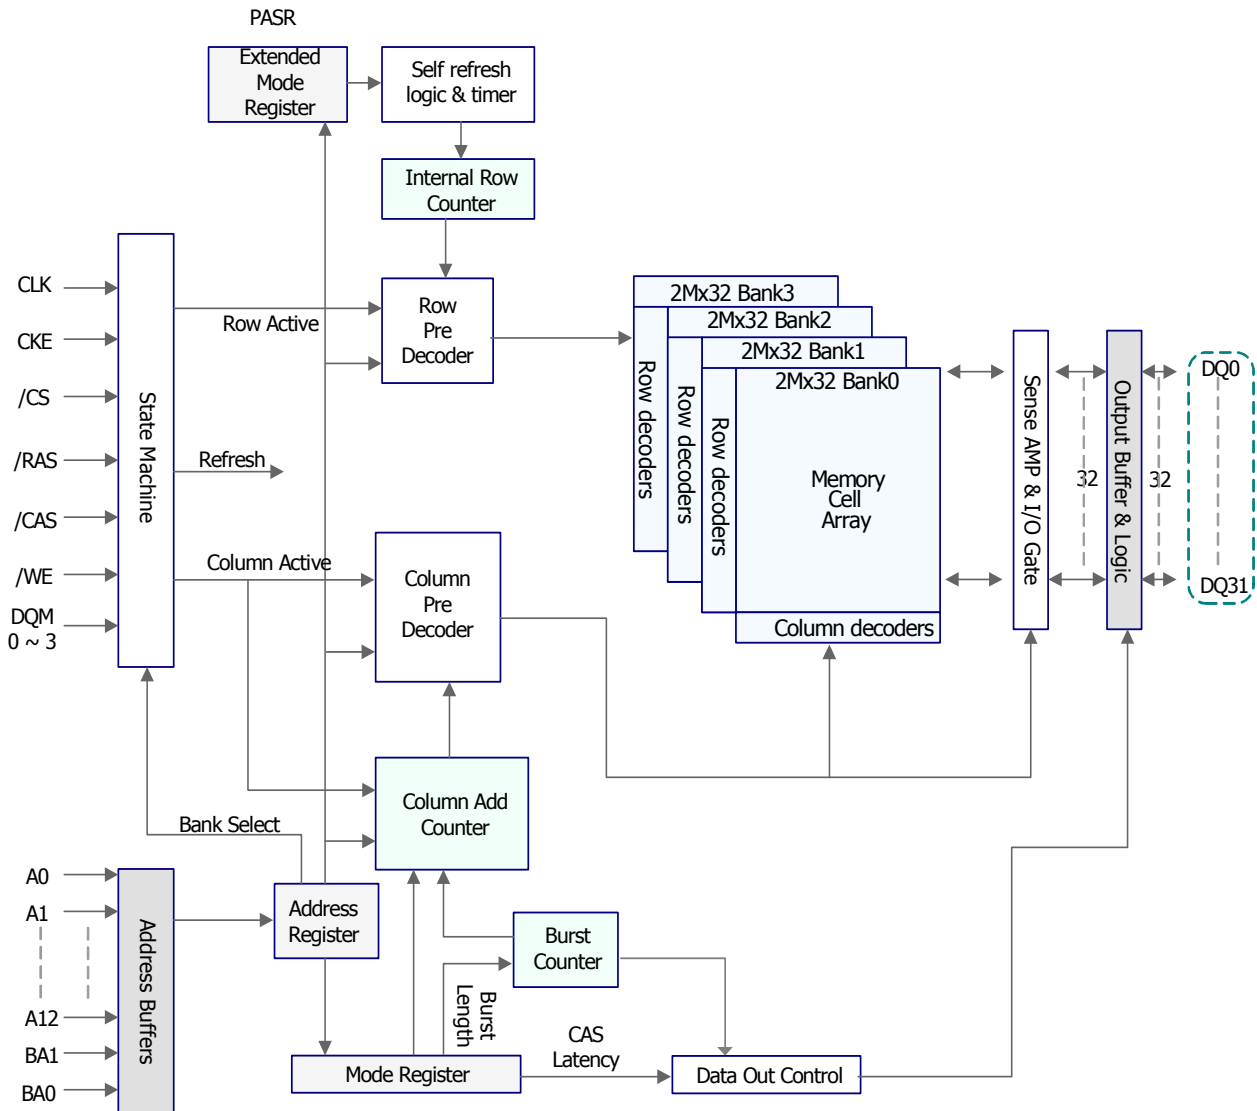 PASR
Extended
Mode
Register
Self refresh
logic & timer
Internal Row
Counter
CLK
CKE
/CS
/RAS
/CAS
/WE
DQM
0 ~ 3
State Machine
Row Active
Refresh
Column Active
Row
Pre
Decoder
Column
Pre
Decoder
2Mx32 Bank3
2Mx32 Bank2
2Mx32 Bank1
2Mx32 Bank0
Row decoders
Row decoders
Row decoders
Memory
Cell
Array
Column decoders
Sense AMP & I/O Gate
32
Output Buffer & Logic
32
DQ0
DQ31
Column Add
Counter
Bank Select
A0
A1
A12
BA1
BA0
Address Buffers
Address
Register
Burst
Counter
Burst
Length
CAS
Latency
Mode Register
Data Out Control